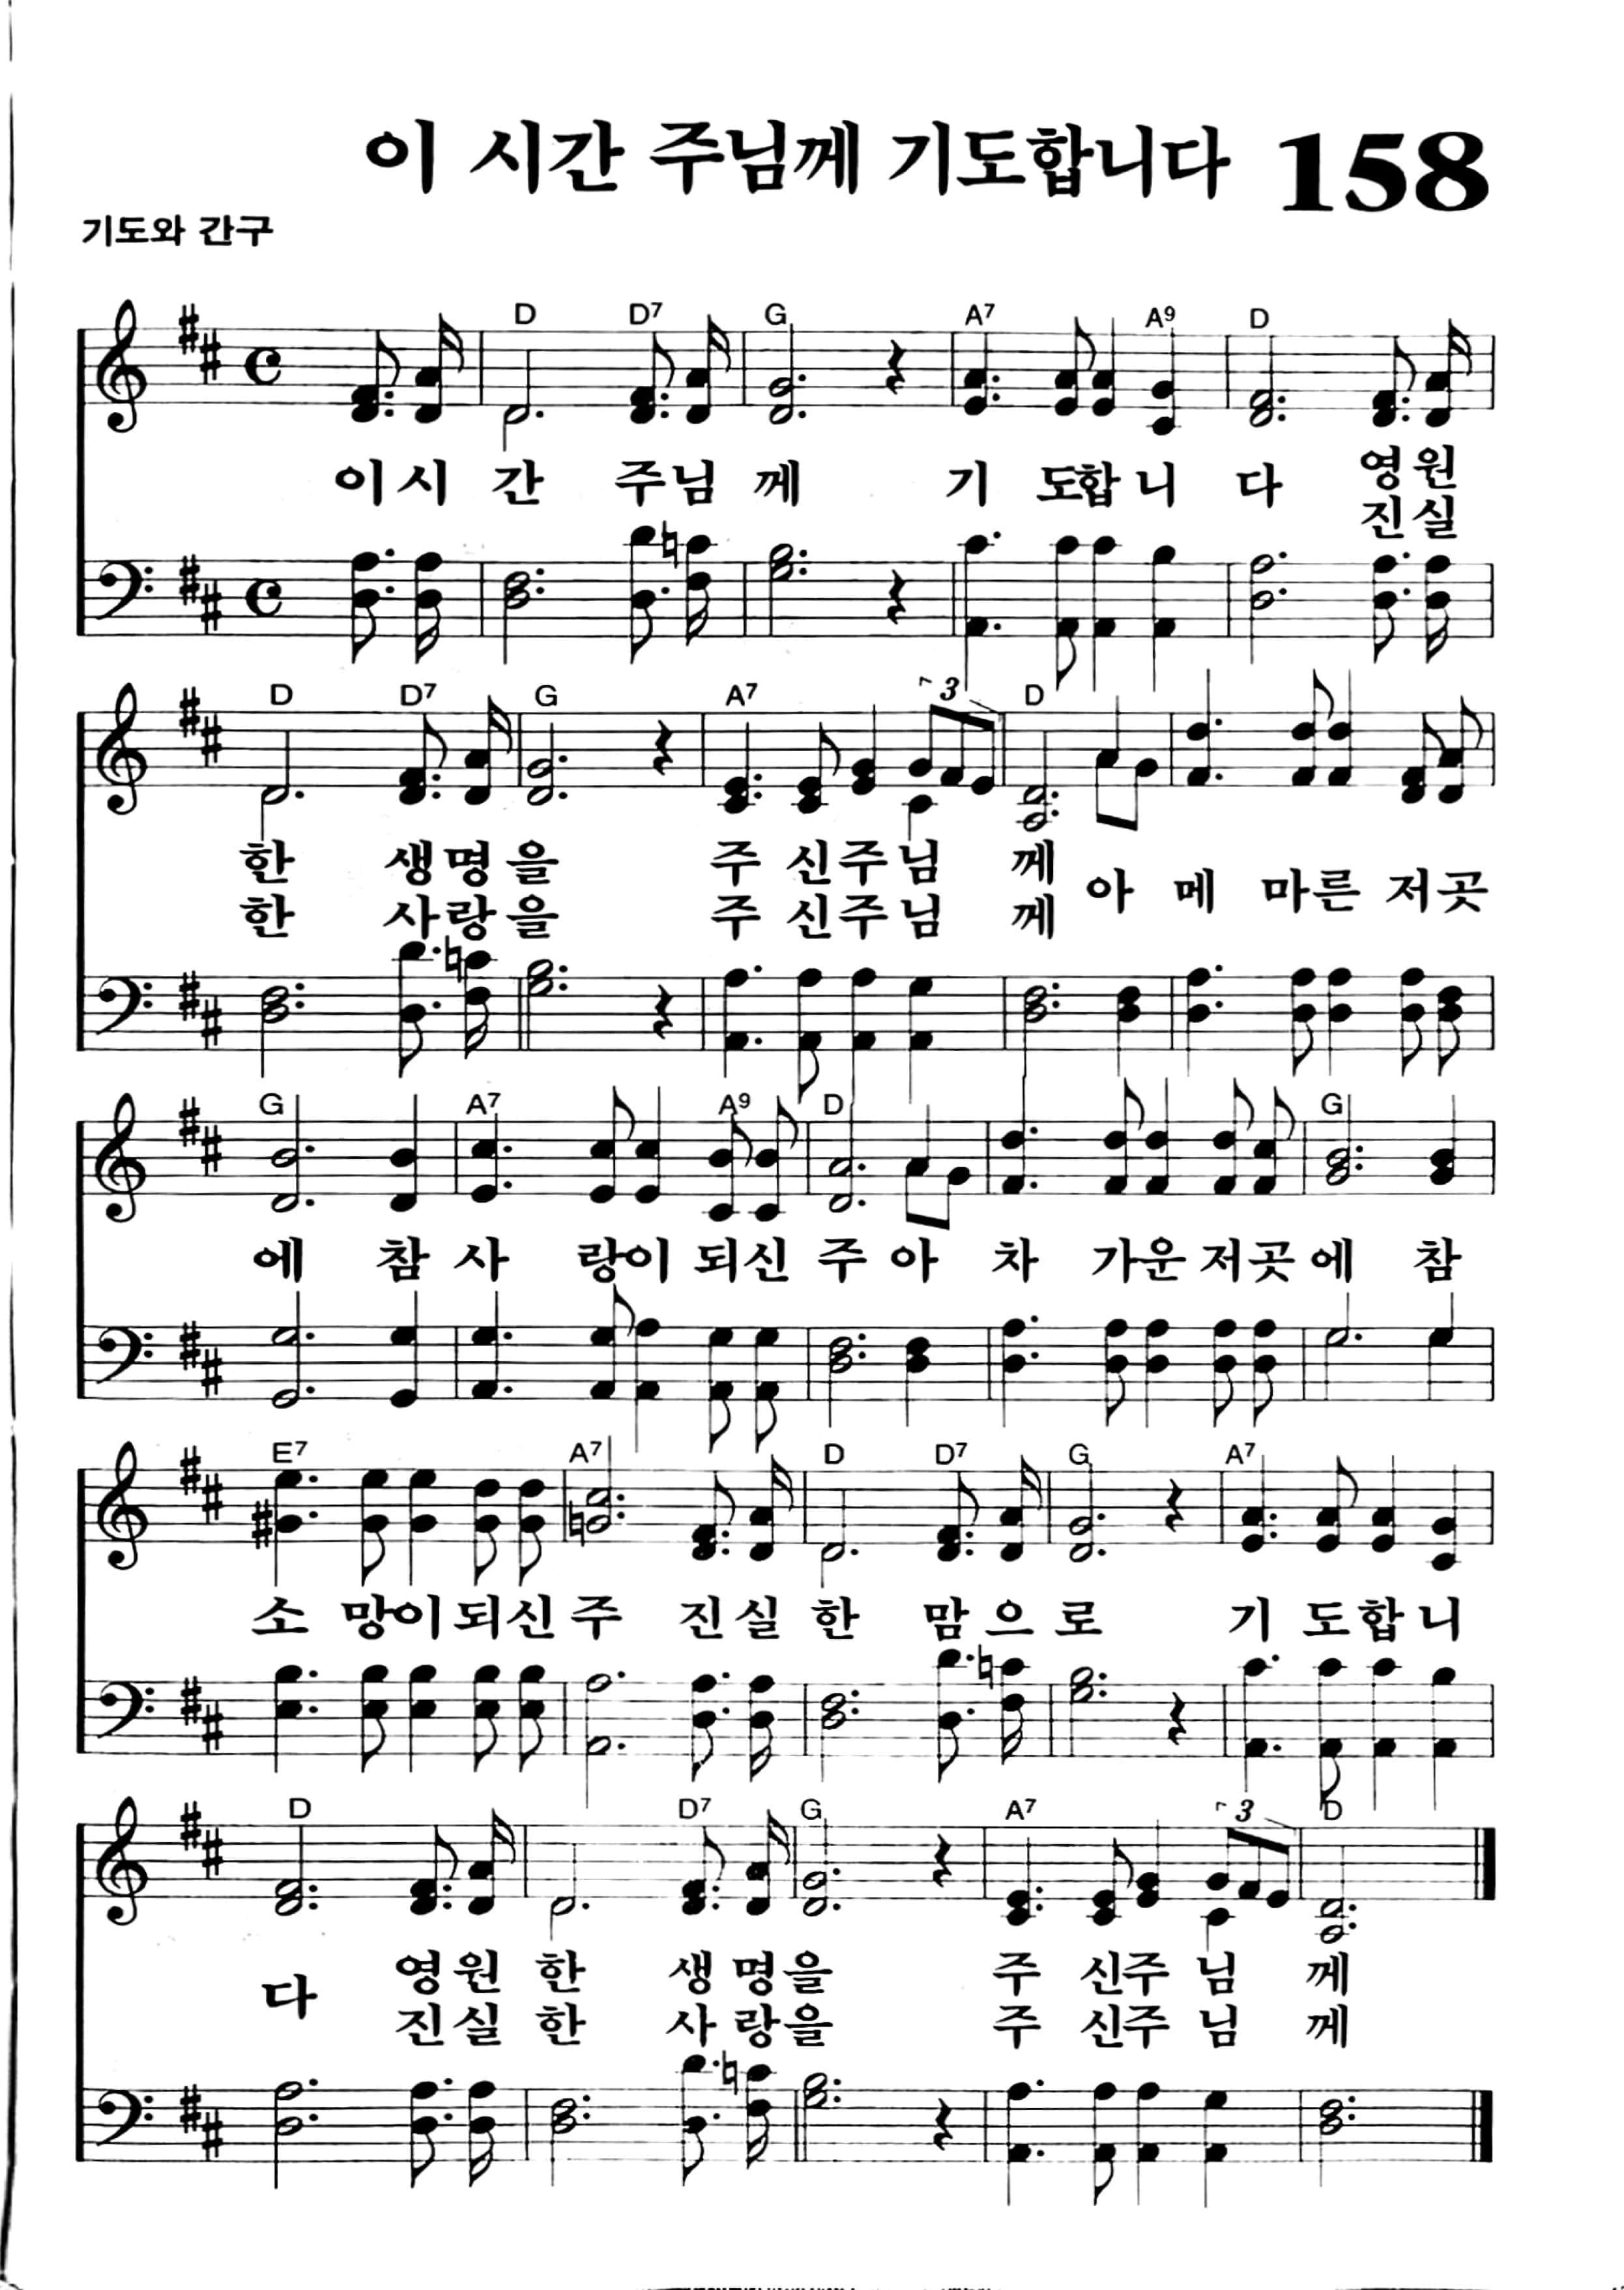 이 시간 주님께 기도합니다 158
기도와 간구
D D7 G A7 A9 D
이시 간 주님 께 기 도합 니 다 영원
진실
D D7 G A7 3 D
한 생명 을 주 신주 님 께 아 메 마른 저곳
한 사랑 을 주 신주 님 께
G A7 A9 D G
에 참 사 랑이 되신 주 아 차 가운 저곳 에 참
E7 A7 D D7 G A7
소 망이 되신 주 진실 한 맘으 로 기 도합 니
D D7 G A7 3 D
다 영원 한 생 명을 주 신주 님 께
진실 한 사 랑을 주 신주 님 께